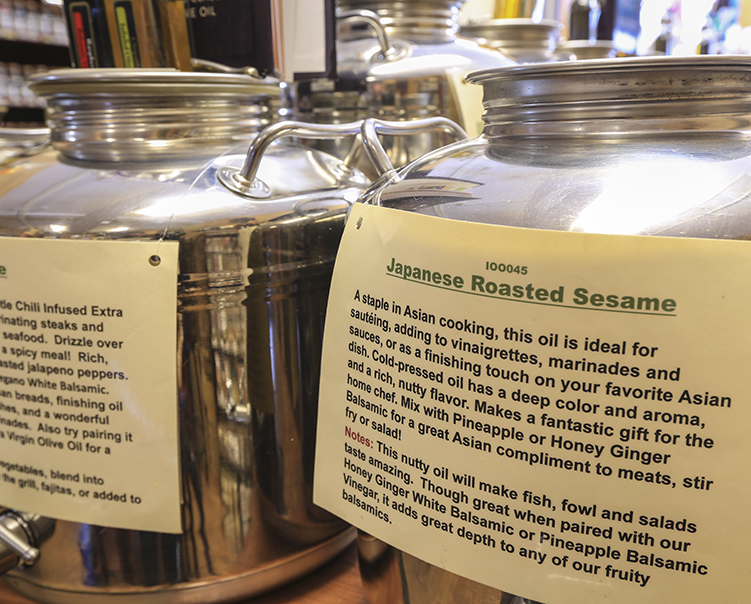 E OIL
e
tle Chili Infused Extra
rinating steaks and
seafood. Drizzle over
a spicy meal! Rich,
asted jalapeno peppers.
egano White Balsamic.
an breads, finishing oil
hes, and a wonderful
nades. Also try pairing it
a Virgin Olive Oil for a
egetables, blend into
the grill, fajitas, or added to
IOO045
Japanese Roasted Sesame
A staple in Asian cooking, this oil is ideal for
sautéing, adding to vinaigrettes, marinades and
sauces, or as a finishing touch on your favorite Asian
dish. Cold-pressed oil has a deep color and aroma,
and a rich, nutty flavor. Makes a fantastic gift for the
home chef. Mix with Pineapple or Honey Ginger
Balsamic for a great Asian compliment to meats, stir
fry or salad!
Notes: This nutty oil will make fish, fowl and salads
taste amazing. Though great when paired with our
Honey Ginger White Balsamic or Pineapple Balsamic
Vinegar, it adds great depth to any of our fruity
balsamics.